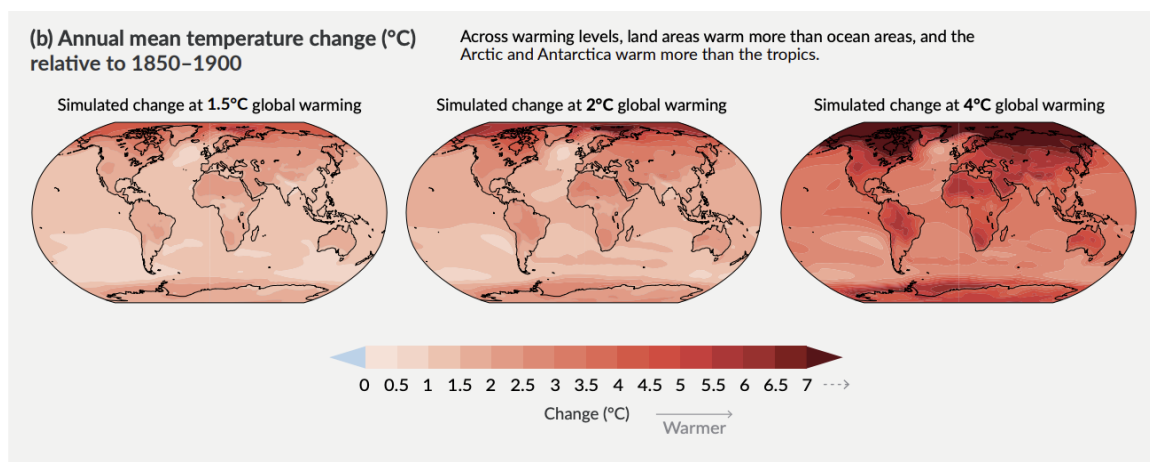 (b) Annual mean temperature change (°C)
relative to 1850–1900
Across warming levels, land areas warm more than ocean areas, and the
Arctic and Antarctica warm more than the tropics.
Simulated change at 1.5°C global warming
Simulated change at 2°C global warming
Simulated change at 4°C global warming
0 0.5 1 1.5 2 2.5 3 3.5 4 4.5 5 5.5 6 6.5 7
Change (°C)
Warmer